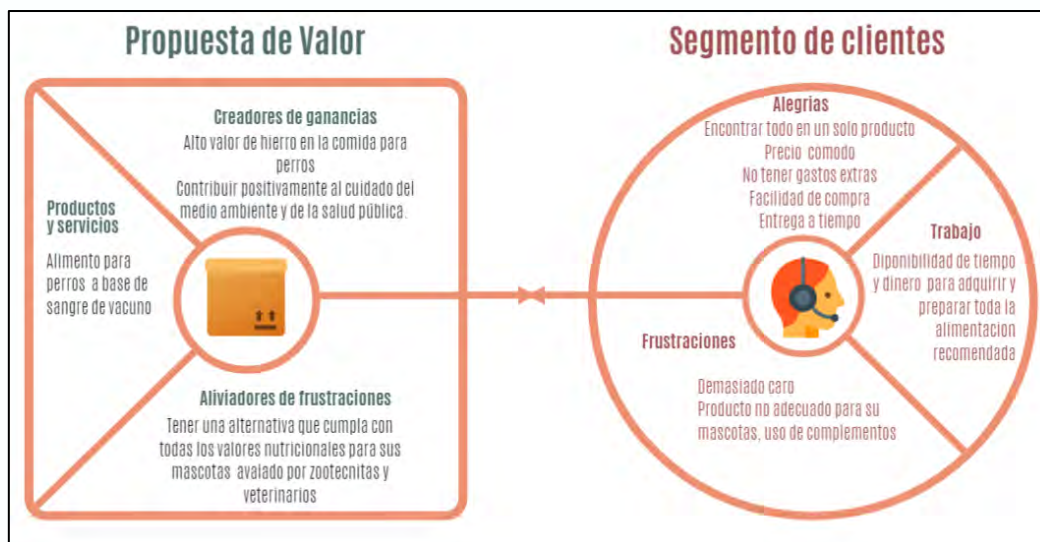 Propuesta de Valor
Creadores de ganancias
Alto valor de hierro en la comida para
perros
Contribuir positivamente al cuidado del
medio ambiente y de la salud pública.
Productos
y servicios
Alimento para
perros a base de
sangre de vacuno
Aliviadores de frustraciones
Tener una alternativa que cumpla con
todas los valores nutricionales para sus
mascotas avalado por zootecnitas y
veterinarios
Segmento de clientes
Alegrias
Encontrar todo en un solo producto
Precio comodo
No tener gastos extras
Facilidad de compra
Entrega a tiempo
Trabajo
Diponibilidad de tiempo
y dinero para adquirir y
preparar toda la
alimentacion
recomendada
Frustraciones
Demasiado caro
Producto no adecuado para su
mascotas, uso de complementos